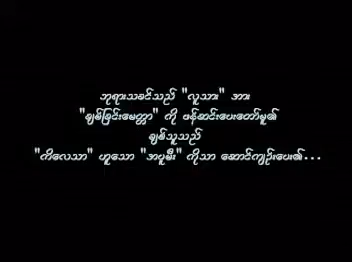 ဘုရားသခင်သည် "လူသား" အား
"ချစ်ခြင်းမေတ္တာ" ကို ဖန်ဆင်းပေးတော်မူ၏
ချစ်သူသည်
"ကိလေသာ" ဟူသော "အပူမီး" ကိုသာ ဆောင်ကျဉ်းပေး၏...